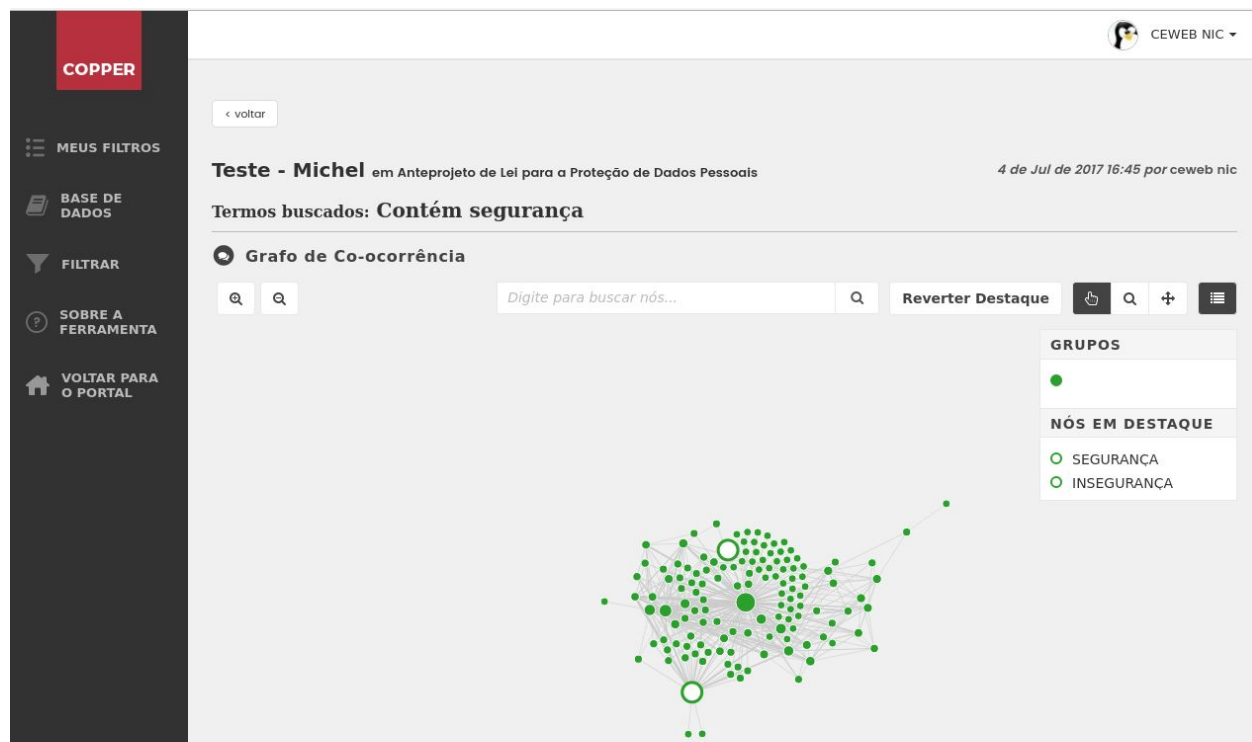 COPPER
CEWEB NIC
MEUS FILTROS
BASE DE
DADOS
FILTRAR
? SOBRE A
FERRAMENTA
VOLTAR PARA
O PORTAL
‹ voltar
Teste - Michel em Anteprojeto de Lei para a Proteção de Dados Pessoais
4 de Jul de 2017 16:45 por ceweb nic
Termos buscados: Contém segurança
Grafo de Co-ocorrência
Digite para buscar nós...
Reverter Destaque
GRUPOS
NÓS EM DESTAQUE
SEGURANÇA
INSEGURANÇA